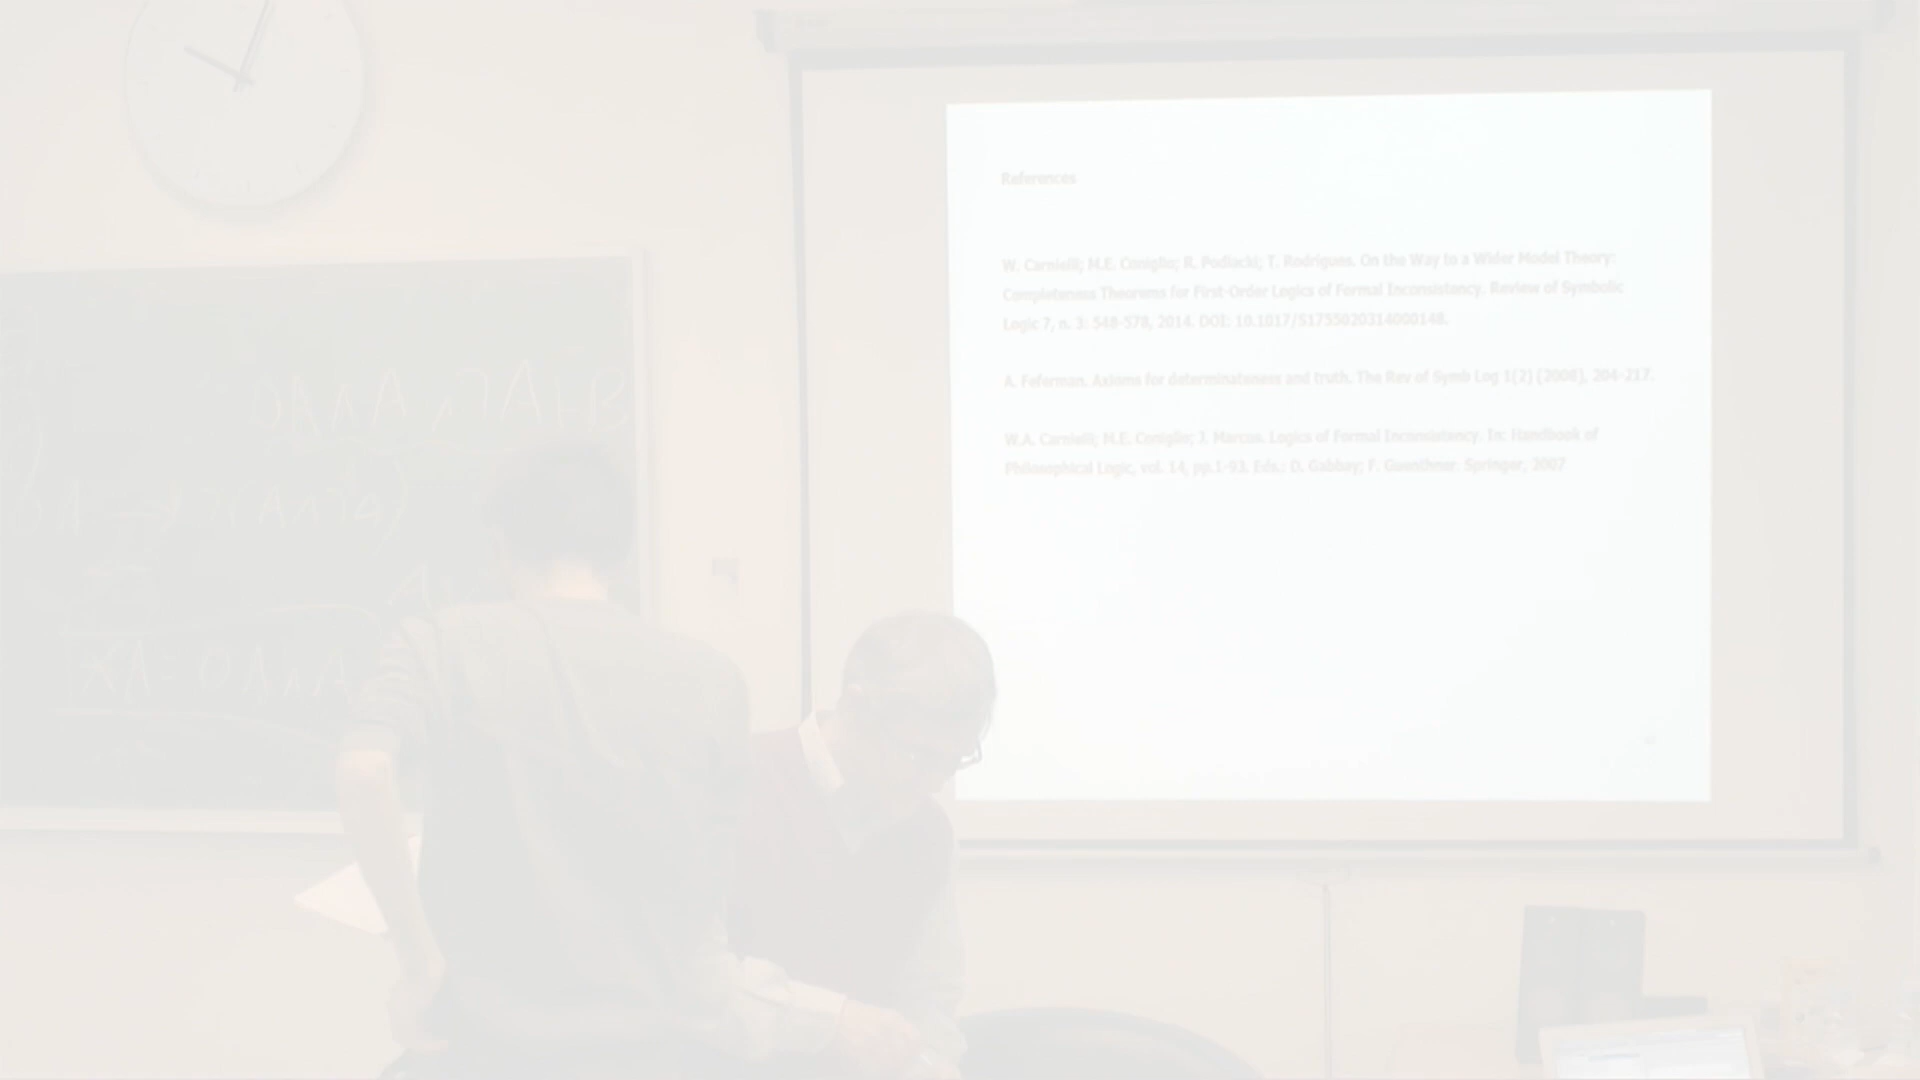 References
W. Carnielli; M.E. Coniglio; R. Podiacki; T. Rodrigues. On the Way to a Wider Model Theory:
Completeness Theorems for First-Order Logics of Formal Inconsistency. Review of Symbolic
Logic 7, n. 3: 548-578, 2014. DOI: 10.1017/S1755020314000148.
A. Feferman. Axioms for determinateness and truth. The Rev of Symb Log 1(2) (2008), 204-217.
W.A. Carnielli; M.E. Coniglio; J. Marcos. Logics of Formal Inconsistency. In: Handbook of
Philosophical Logic, vol. 14, pp.1-93. Eds.: D. Gabbay; F. Guenthner. Springer, 2007